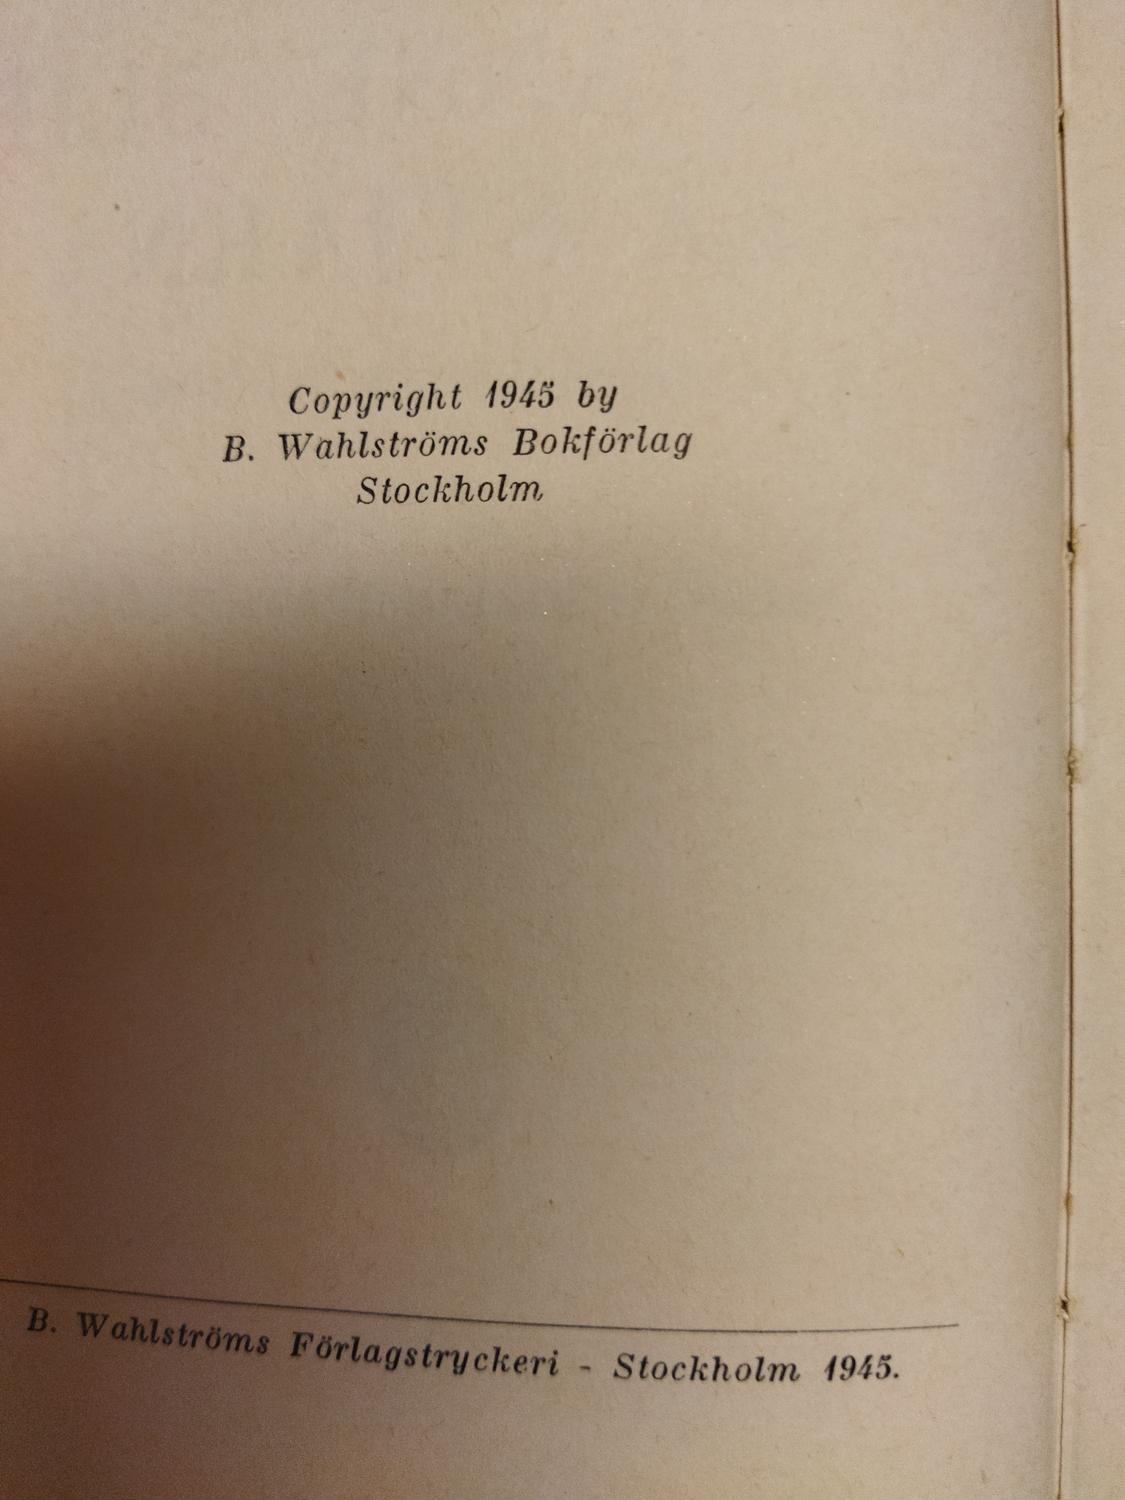 Copyright 1945 by
B. Wahlströms Bokförlag
Stockholm
B. Wahlströms Förlagstryckeri - Stockholm 1945.